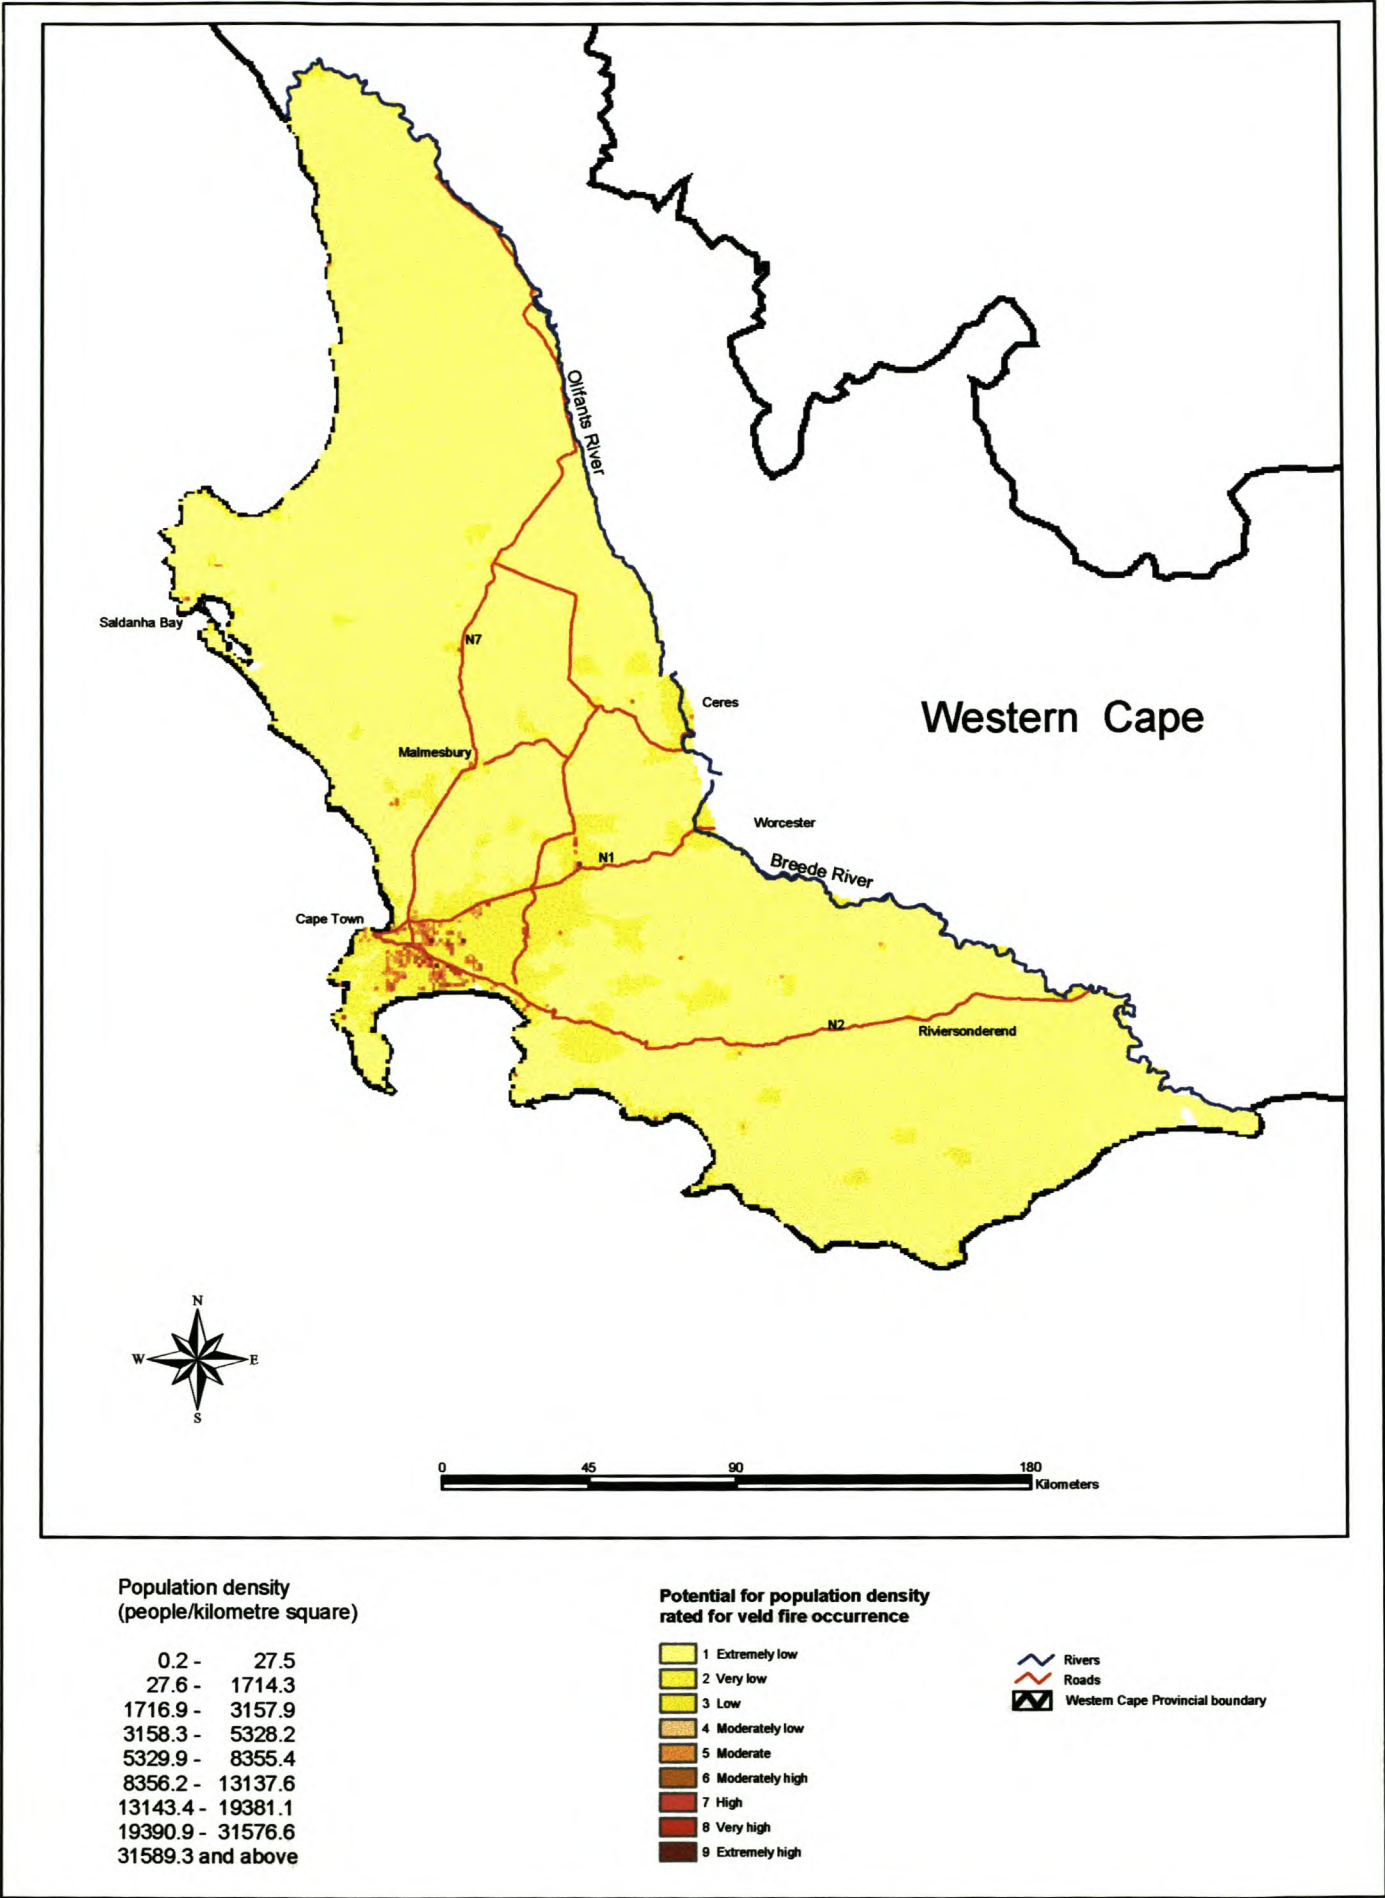 Olifants River
Saldanha Bay
N7
Ceres
Western Cape
Malmesbury
Worcester
N1
Breede River
Cape Town
N2
Riviersonderend
N
W
E
S
0 45 90 180
Kilometers
Population density
(people/kilometre square)
0.2 - 27.5
27.6 - 1714.3
1716.9 - 3157.9
3158.3 - 5328.2
5329.9 - 8355.4
8356.2 - 13137.6
13143.4 - 19381.1
19390.9 - 31576.6
31589.3 and above
Potential for population density
rated for veld fire occurrence
1 Extremely low
2 Very low
3 Low
4 Moderately low
5 Moderate
6 Moderately high
7 High
8 Very high
9 Extremely high
Rivers
Roads
Western Cape Provincial boundary